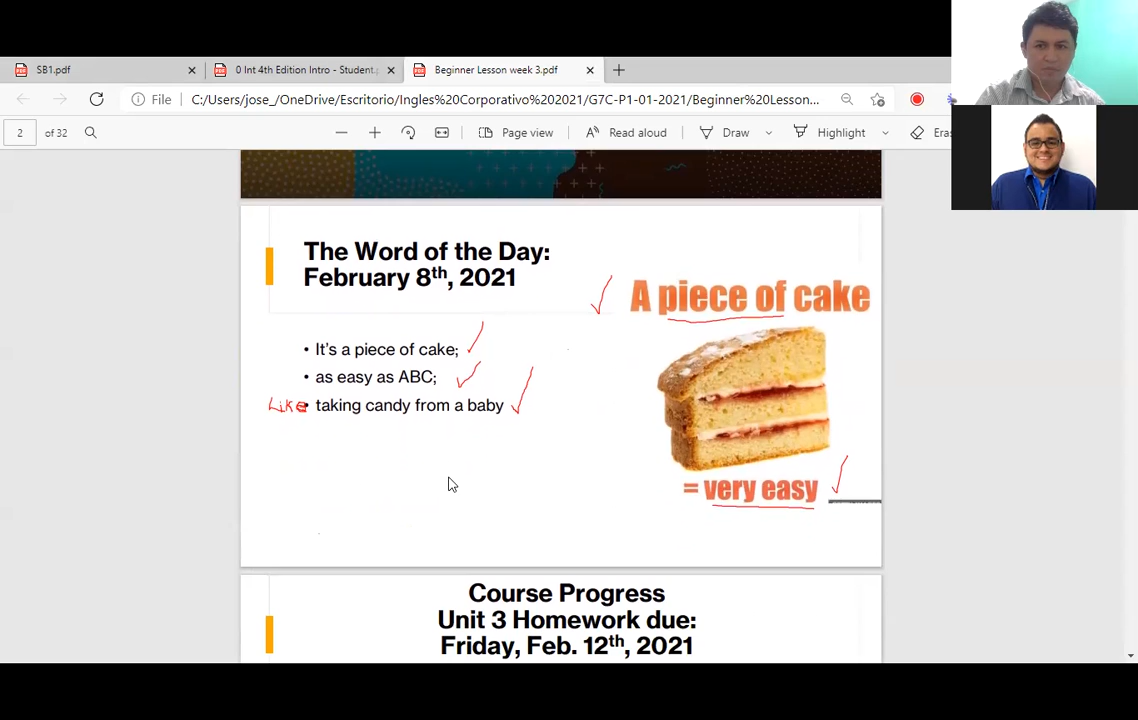 SB1.pdf
0 Int 4th Edition Intro - Student.
Beginner Lesson week 3.pdf
File
C:/Users/jose_/OneDrive/Escritorio/Ingles%20Corporativo%202021/G7C-P1-01-2021/Beginner%20Lesson...
2 of 32
Page view
Read aloud
Draw
Highlight
Eras
The Word of the Day:
February 8th, 2021
A piece of cake
• It's a piece of cake;
• as easy as ABC;
Like • taking candy from a baby
= very easy
Course Progress
Unit 3 Homework due:
Friday, Feb. 12th, 2021